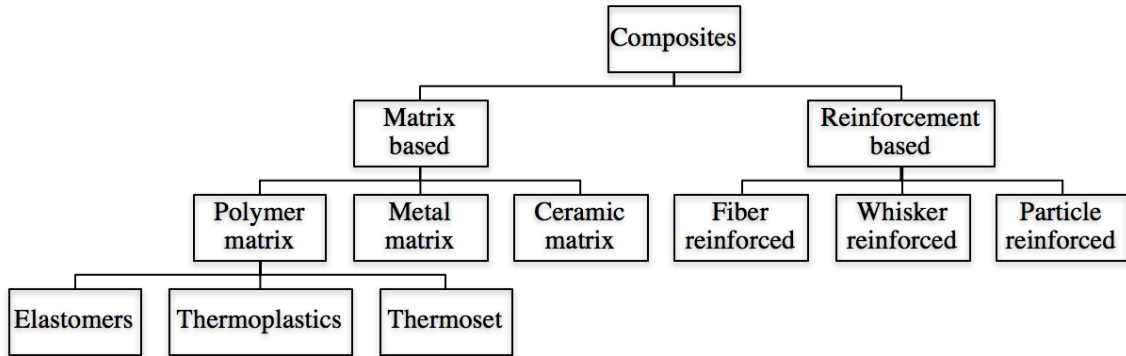 Composites
Matrix
based
Reinforcement
based
Polymer
matrix
Metal
matrix
Ceramic
matrix
Fiber
reinforced
Whisker
reinforced
Particle
reinforced
Elastomers
Thermoplastics
Thermoset